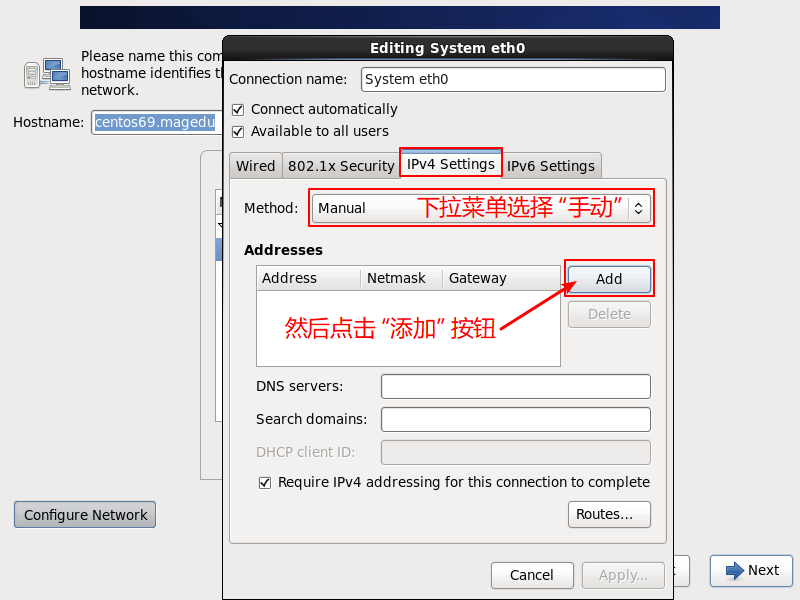 Editing System eth0
Please name this com
hostname identifies t
network.
Hostname: centos69.magedu
Connection name: System eth0
Connect automatically
Available to all users
Wired 802.1x Security IPv4 Settings IPv6 Settings
Method: Manual 下拉菜单选择 “手动”
Addresses
Address Netmask Gateway
Add
Delete
然后点击 “添加” 按钮
DNS servers:
Search domains:
DHCP client ID:
Require IPv4 addressing for this connection to complete
Routes...
Configure Network
Cancel Apply...
Next